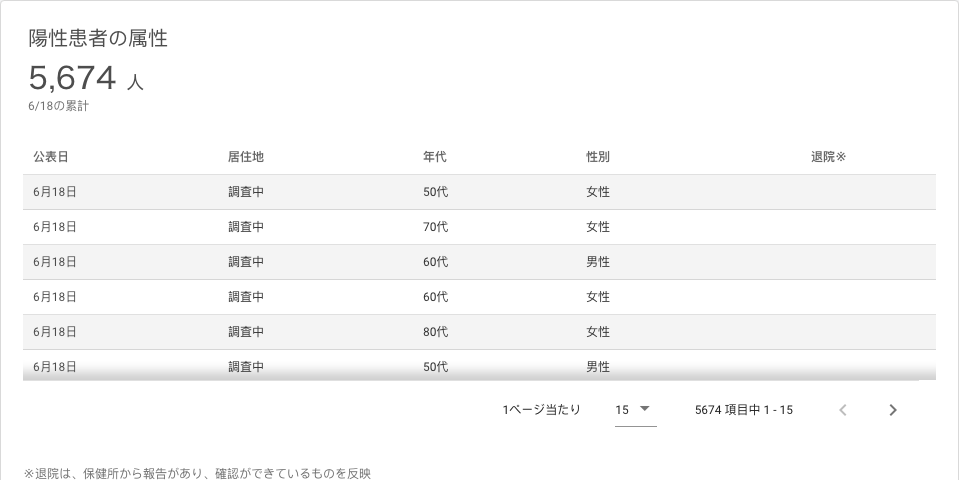 陽性患者の属性
5,674 人
6/18の累計
公表日 居住地 年代 性別 退院※
6月18日 調査中 50代 女性
6月18日 調査中 70代 女性
6月18日 調査中 60代 男性
6月18日 調査中 60代 女性
6月18日 調査中 80代 女性
6月18日 調査中 50代 男性
1ページ当たり 15 5674 項目中 1 - 15
※退院は、保健所から報告があり、確認ができているものを反映